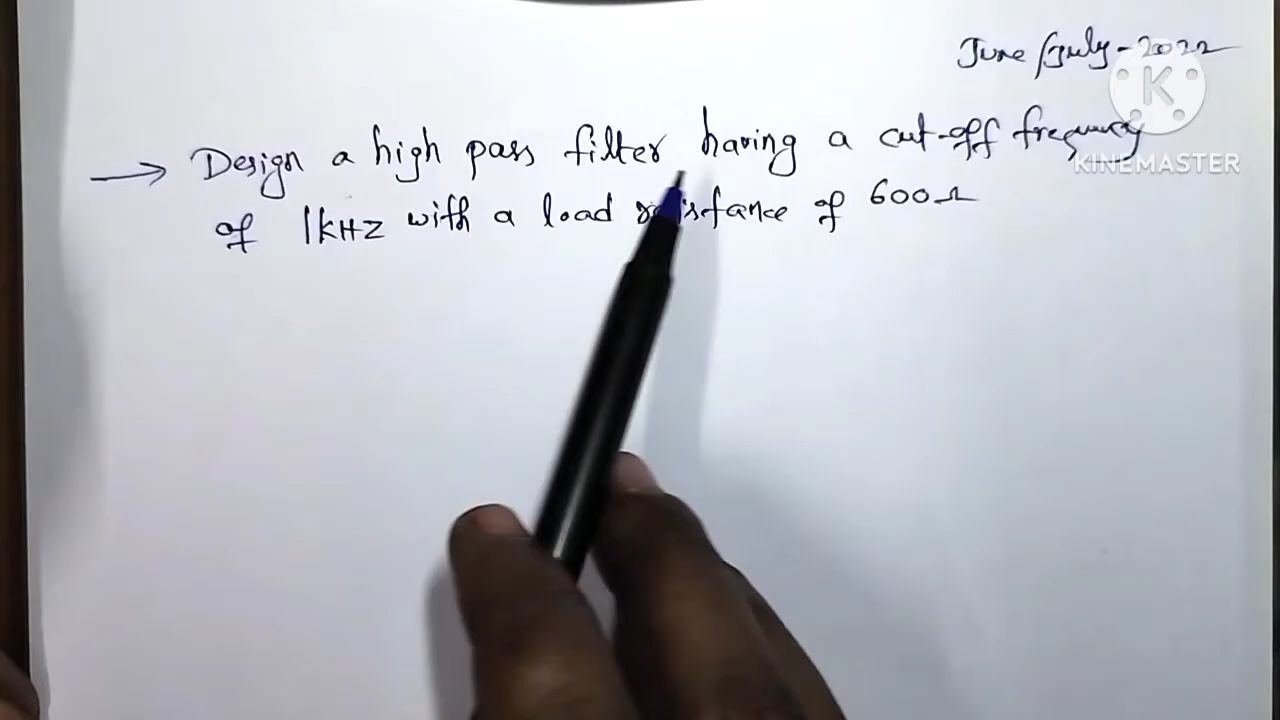 June/July-2022
K
KINEMASTER
→ Design a high pass filter having a cut-off frequency
of 1kHz with a load resistance of 600Ω